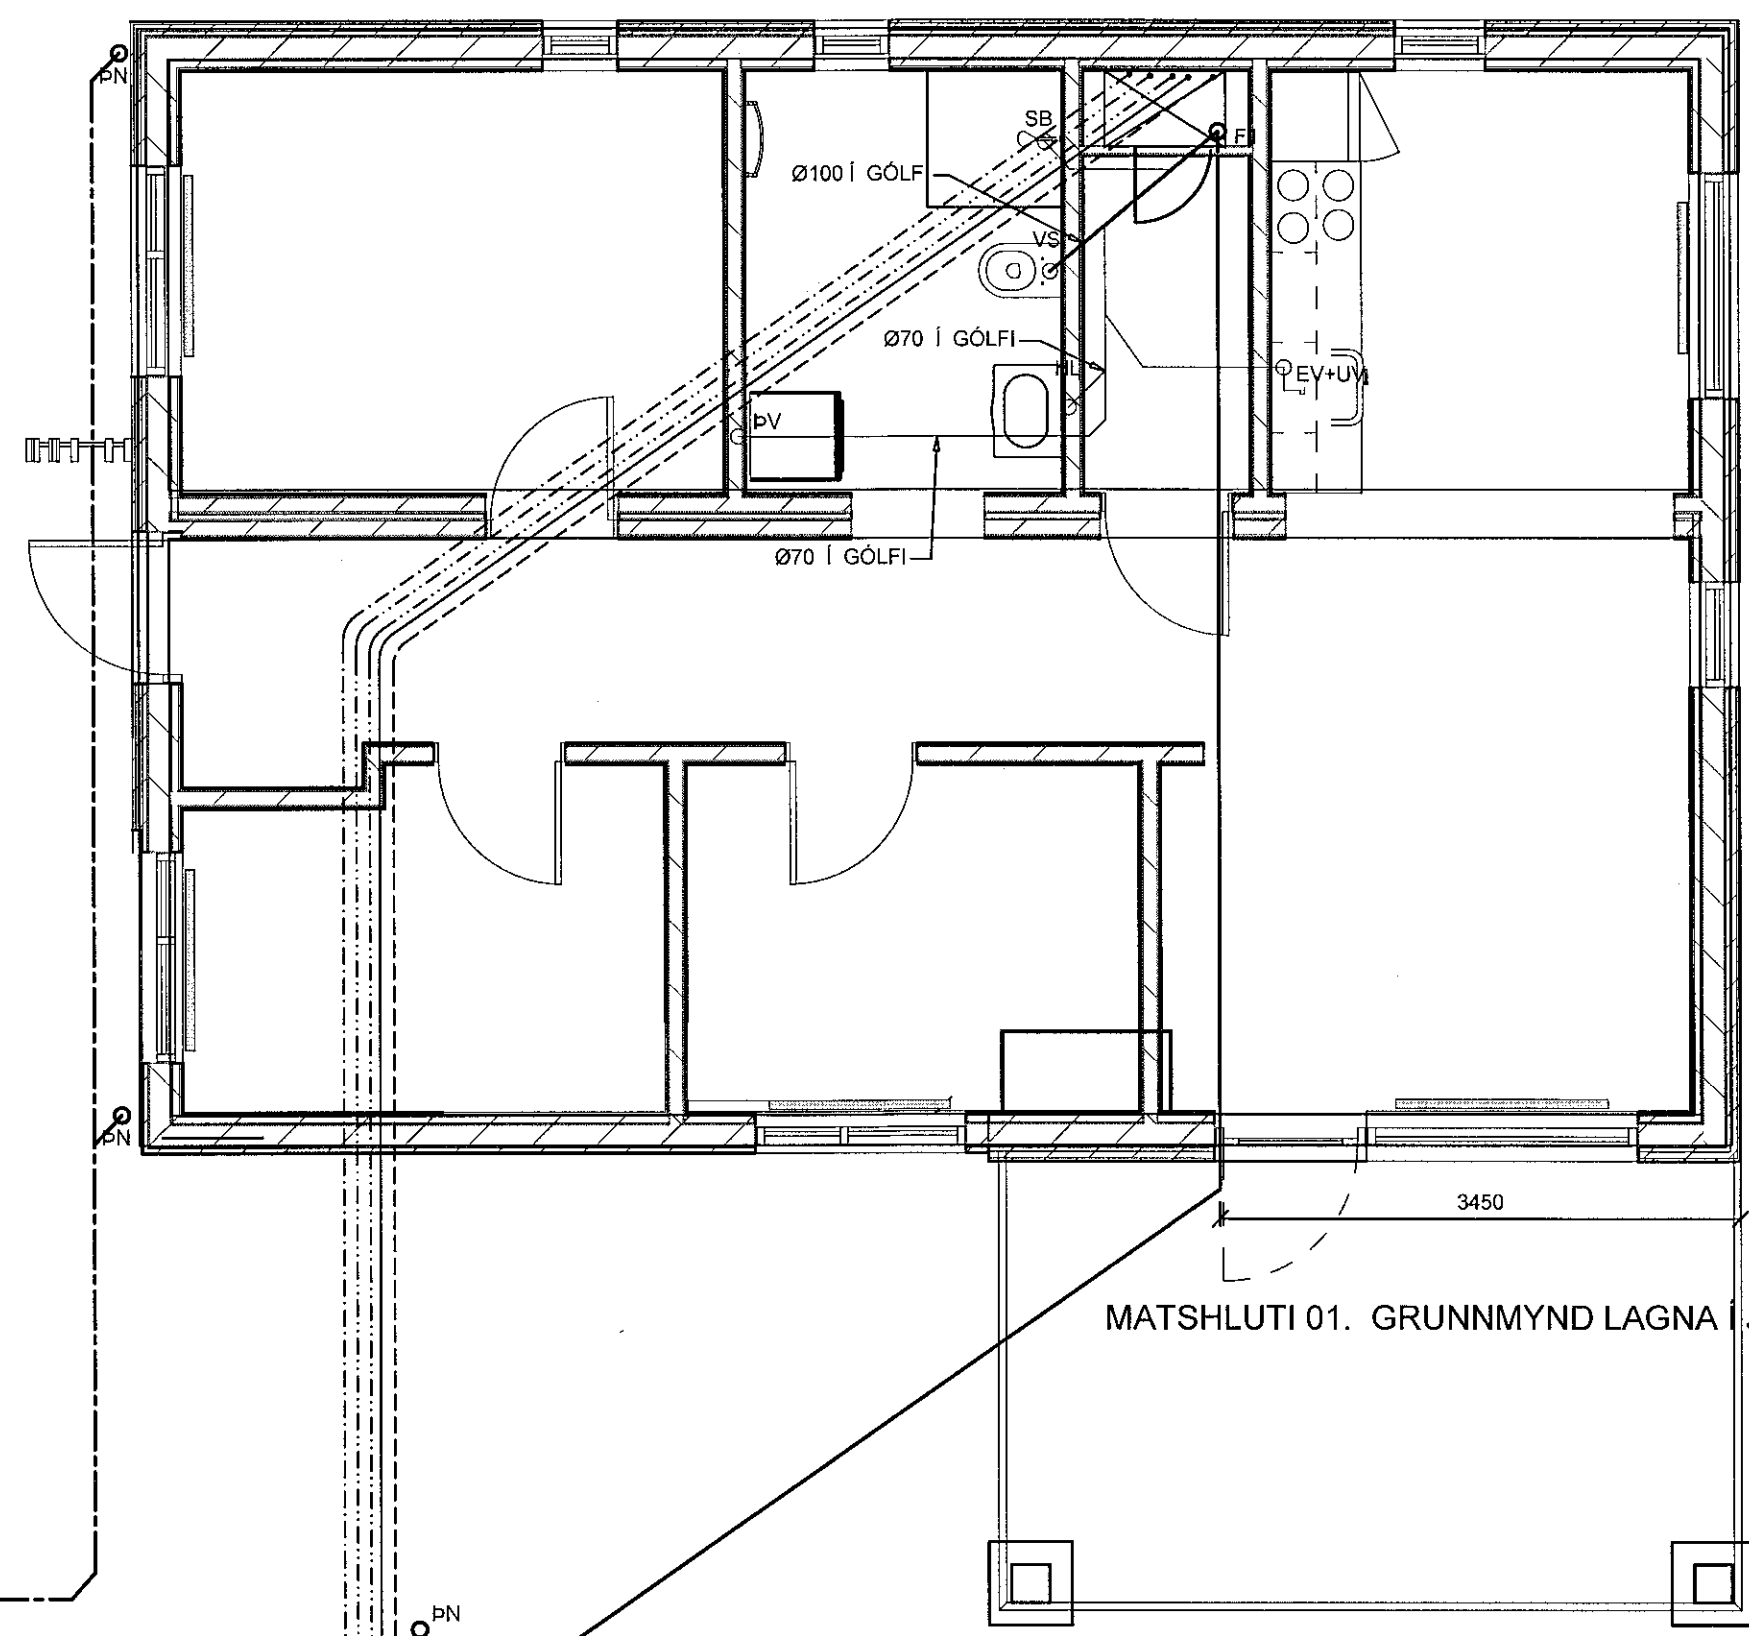 ÞN
SB
FI
Ø100 Í GÓLF
VS
Ø70 Í GÓLFI
HL
EV+UV
ÞV
Ø70 Í GÓLFI
ÞN
3450
MATSHLUTI 01. GRUNNMYND LAGNA Í
ÞN